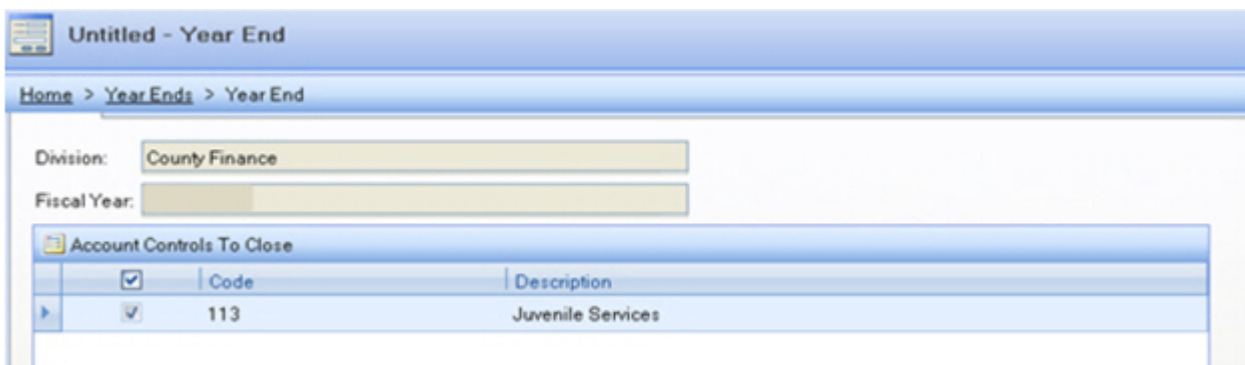 Untitled - Year End
Home > Year Ends > Year End
Division: County Finance
Fiscal Year:
Account Controls To Close
Code Description
113 Juvenile Services